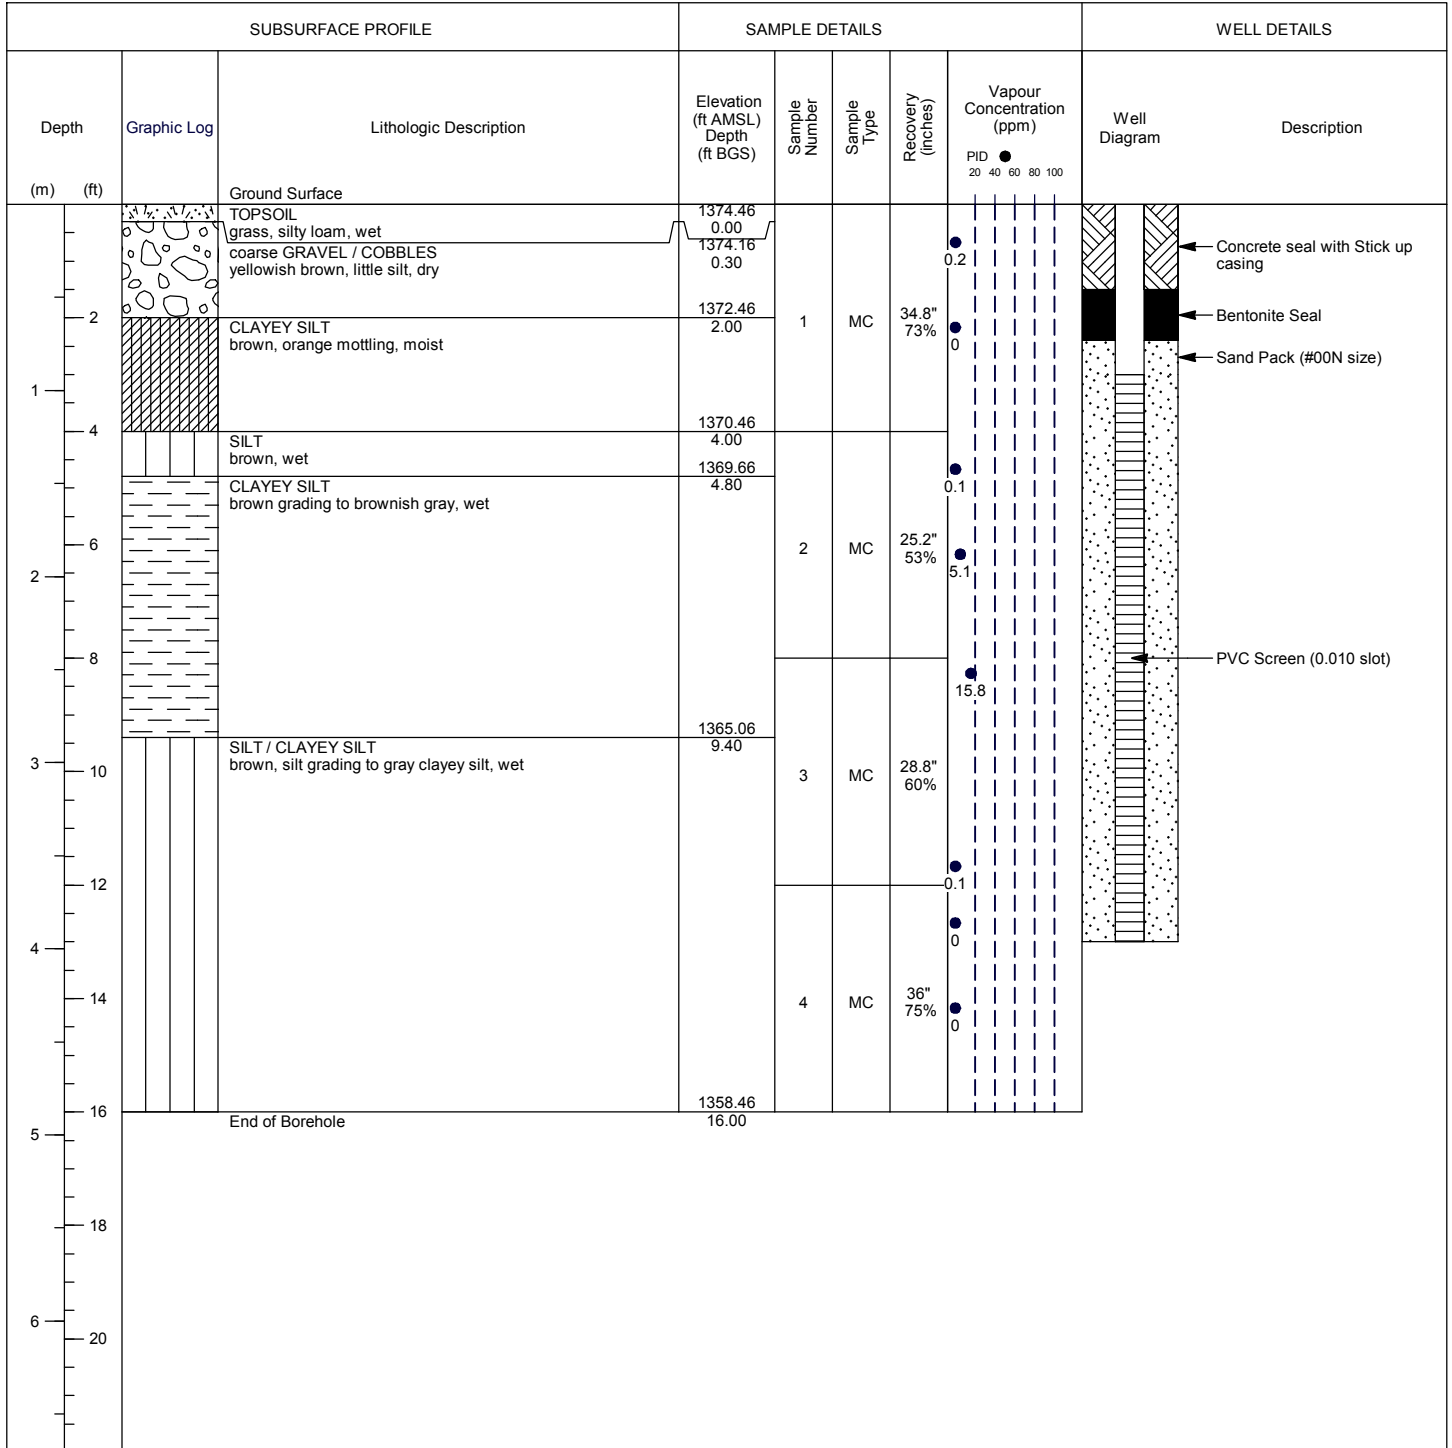 SUBSURFACE PROFILE
SAMPLE DETAILS
WELL DETAILS
Depth
(m)
(ft)
Graphic Log
Lithologic Description
Ground Surface
Elevation
(ft AMSL)
Depth
(ft BGS)
Sample
Number
Sample
Type
Recovery
(inches)
Vapour
Concentration
(ppm)
PID
20 40 60 80 100
Well
Diagram
Description
TOPSOIL
grass, silty loam, wet
1374.46
0.00
coarse GRAVEL / COBBLES
yellowish brown, little silt, dry
1374.16
0.30
1372.46
2.00
CLAYEY SILT
brown, orange mottling, moist
1370.46
4.00
SILT
brown, wet
1369.66
4.80
CLAYEY SILT
brown grading to brownish gray, wet
1365.06
9.40
SILT / CLAYEY SILT
brown, silt grading to gray clayey silt, wet
1358.46
16.00
End of Borehole
1
2
3
4
5
6
2
4
6
8
10
12
14
16
18
20
1
MC
34.8"
73%
2
MC
25.2"
53%
3
MC
28.8"
60%
4
MC
36"
75%
0.2
0
0.1
5.1
15.8
0.1
0
0
Concrete seal with Stick up
casing
Bentonite Seal
Sand Pack (#00N size)
PVC Screen (0.010 slot)